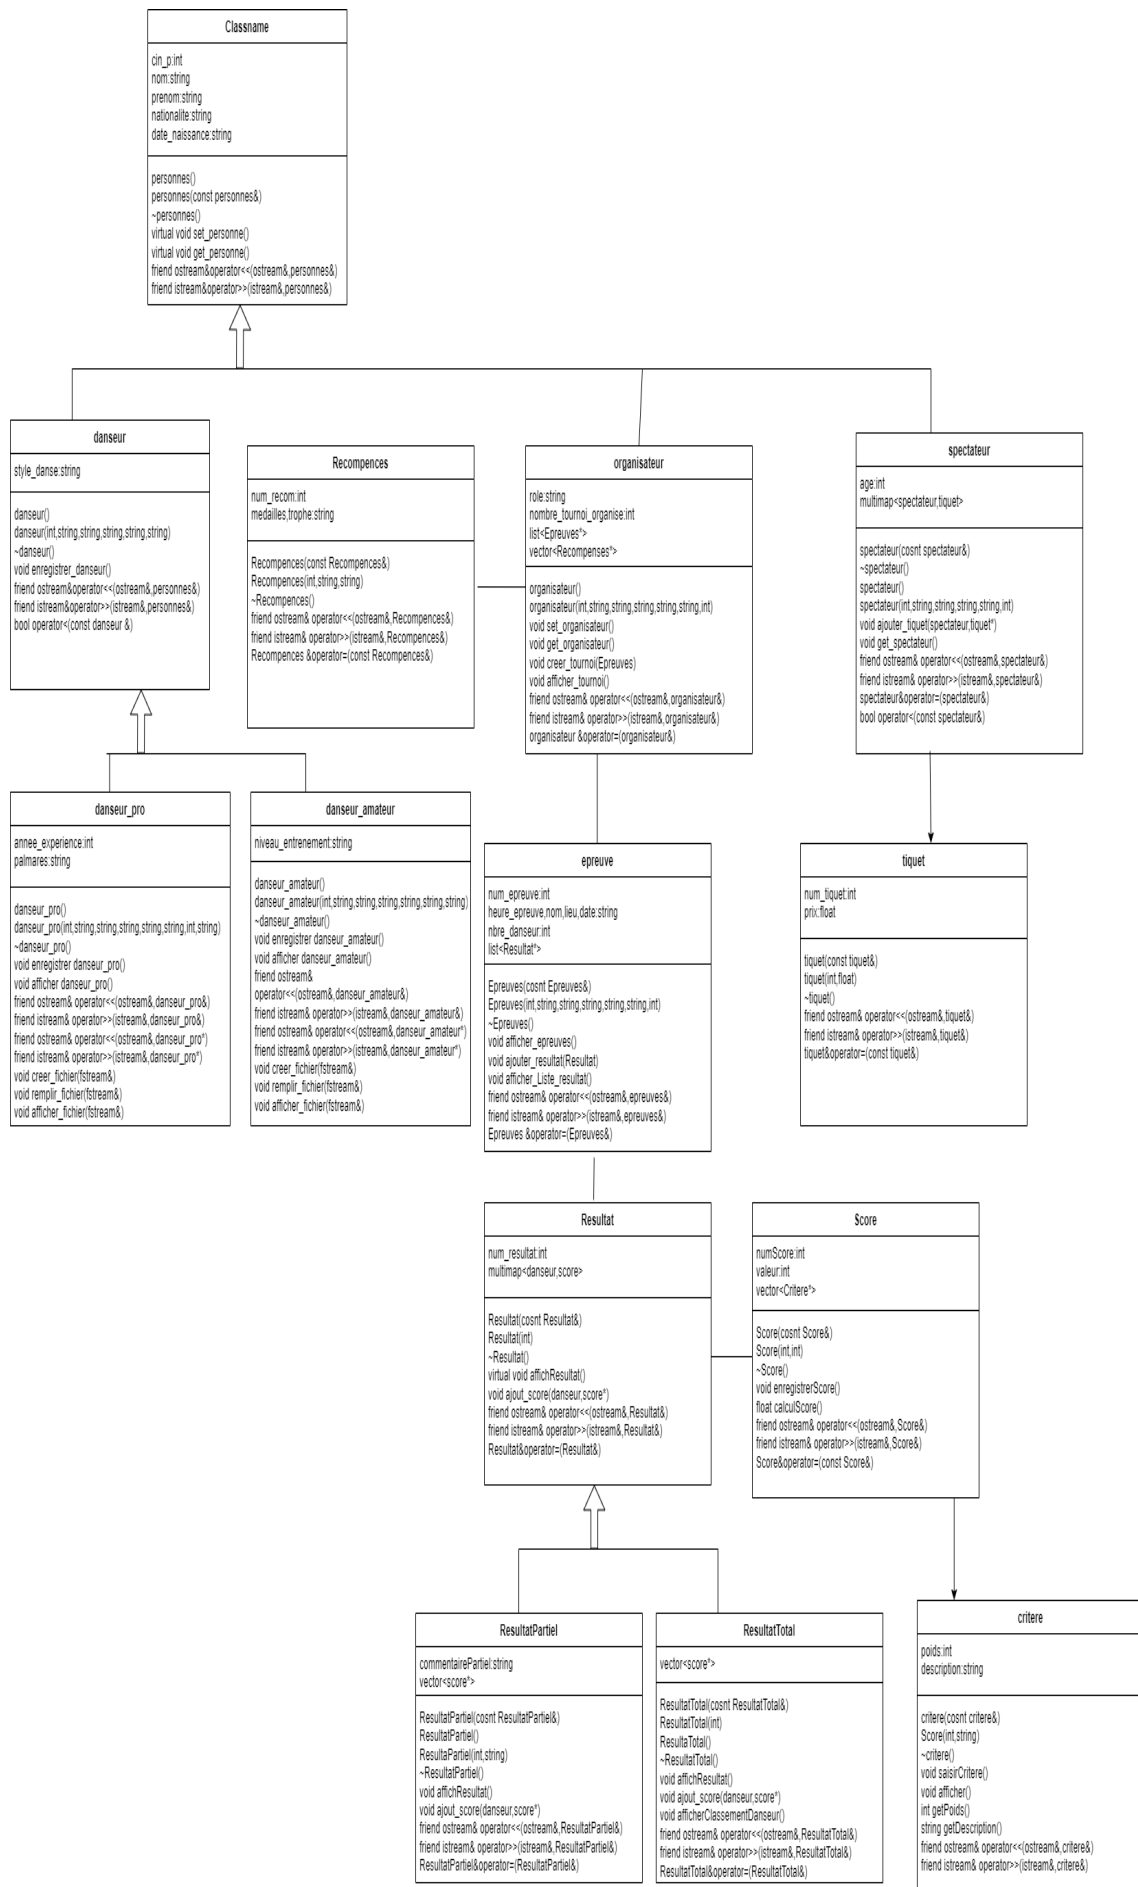 Classname
cin_p:int
nom:string
prenom:string
nationalite:string
date_naissance:string
personnes()
personnes(const personnes&)
~personnes()
virtual void set_personne()
virtual void get_personne()
friend ostream&operator<<(ostream&,personnes&)
friend istream&operator>>(istream&,personnes&)
danseur
style_danse:string
danseur()
danseur(int,string,string,string,string,string)
~danseur()
void enregistrer_danseur()
friend ostream&operator<<(ostream&,personnes&)
friend istream&operator>>(istream&,personnes&)
bool operator<(const danseur &)
Recompences
num_recom:int
medailles,trophe:string
Recompences(const Recompences&)
Recompences(int,string,string)
~Recompences()
friend ostream& operator<<(ostream&,Recompences&)
friend istream& operator>>(istream&,Recompences&)
Recompences &operator=(const Recompences&)
organisateur
role:string
nombre_tournoi_organise:int
list<Epreuves*>
vector<Recompenses*>
organisateur()
organisateur(int,string,string,string,string,string,int)
void set_organisateur()
void get_organisateur()
void creer_tournoi(Epreuves)
void afficher_tournoi()
friend ostream& operator<<(ostream&,organisateur&)
friend istream& operator>>(istream&,organisateur&)
organisateur &operator=(organisateur&)
spectateur
age:int
multimap<spectateur,tiquet>
spectateur(cosnt spectateur&)
~spectateur()
spectateur()
spectateur(int,string,string,string,string,int)
void ajouter_tiquet(spectateur,tiquet*)
void get_spectateur()
friend ostream& operator<<(ostream&,spectateur&)
friend istream& operator>>(istream&,spectateur&)
spectateur&operator=(spectateur&)
bool operator<(const spectateur&)
danseur_pro
annee_experience:int
palmares:string
danseur_pro()
danseur_pro(int,string,string,string,string,string,int,string)
~danseur_pro()
void enregistrer danseur_pro()
void afficher danseur_pro()
friend ostream& operator<<(ostream&,danseur_pro&)
friend istream& operator>>(istream&,danseur_pro&)
friend ostream& operator<<(ostream&,danseur_pro*)
friend istream& operator>>(istream&,danseur_pro*)
void creer_fichier(fstream&)
void remplir_fichier(fstream&)
void afficher_fichier(fstream&)
danseur_amateur
niveau_entrenement:string
danseur_amateur()
danseur_amateur(int,string,string,string,string,string,string)
~danseur_amateur()
void enregistrer danseur_amateur()
void afficher danseur_amateur()
friend ostream&
operator<<(ostream&,danseur_amateur&)
friend istream& operator>>(istream&,danseur_amateur&)
friend ostream& operator<<(ostream&,danseur_amateur*)
friend istream& operator>>(istream&,danseur_amateur*)
void creer_fichier(fstream&)
void remplir_fichier(fstream&)
void afficher_fichier(fstream&)
epreuve
num_epreuve:int
heure_epreuve,nom,lieu,date:string
nbre_danseur:int
list<Resultat*>
Epreuves(cosnt Epreuves&)
Epreuves(int,string,string,string,string,string,int)
~Epreuves()
void afficher_epreuves()
void ajouter_resultat(Resultat)
void afficher_Liste_resultat()
friend ostream& operator<<(ostream&,epreuves&)
friend istream& operator>>(istream&,epreuves&)
Epreuves &operator=(Epreuves&)
tiquet
num_tiquet:int
prix:float
tiquet(const tiquet&)
tiquet(int,float)
~tiquet()
friend ostream& operator<<(ostream&,tiquet&)
friend istream& operator>>(istream&,tiquet&)
tiquet&operator=(const tiquet&)
Resultat
num_resultat:int
multimap<danseur,score>
Resultat(cosnt Resultat&)
Resultat(int)
~Resultat()
virtual void affichResultat()
void ajout_score(danseur,score*)
friend ostream& operator<<(ostream&,Resultat&)
friend istream& operator>>(istream&,Resultat&)
Resultat&operator=(Resultat&)
Score
numScore:int
valeur:int
vector<Critere*>
Score(cosnt Score&)
Score(int,int)
~Score()
void enregistrerScore()
float calculScore()
friend ostream& operator<<(ostream&,Score&)
friend istream& operator>>(istream&,Score&)
Score&operator=(const Score&)
ResultatPartiel
commentairePartiel:string
vector<score*>
ResultatPartiel(cosnt ResultatPartiel&)
ResultatPartiel()
ResultaPartiel(int,string)
~ResultatPartiel()
void affichResultat()
void ajout_score(danseur,score*)
friend ostream& operator<<(ostream&,ResultatPartiel&)
friend istream& operator>>(istream&,ResultatPartiel&)
ResultatPartiel&operator=(ResultatPartiel&)
ResultatTotal
vector<score*>
ResultatTotal(cosnt ResultatTotal&)
ResultatTotal(int)
ResultaTotal()
~ResultatTotal()
void affichResultat()
void ajout_score(danseur,score*)
void afficherClassementDanseur()
friend ostream& operator<<(ostream&,ResultatTotal&)
friend istream& operator>>(istream&,ResultatTotal&)
ResultatTotal&operator=(ResultatTotal&)
critere
poids:int
description:string
critere(cosnt critere&)
Score(int,string)
~critere()
void saisirCritere()
void afficher()
int getPoids()
string getDescription()
friend ostream& operator<<(ostream&,critere&)
friend istream& operator>>(istream&,critere&)